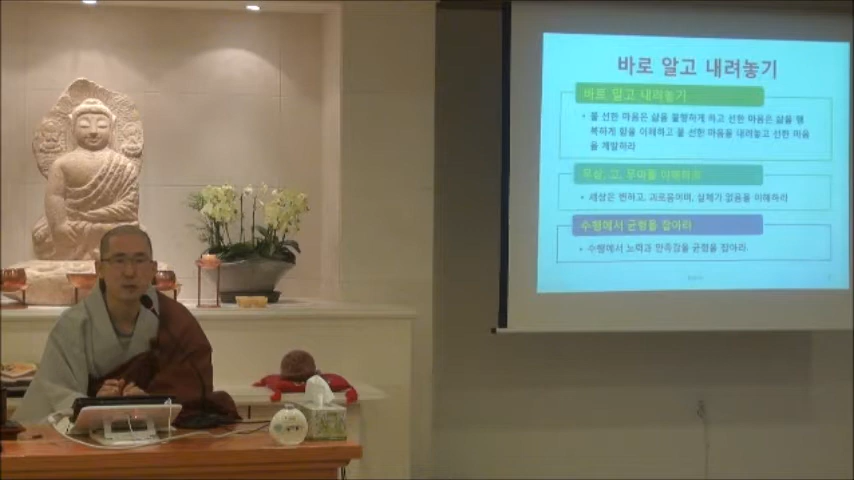 바로 알고 내려놓기
바로 알고 내려놓기
• 불 선한 마음은 삶을 불행하게 하고 선한 마음은 삶을 행
복하게 함을 이해하고 불 선한 마음을 내려놓고 선한 마음
을 계발하라
무상, 고, 무아를 이해하라
• 세상은 변하고, 괴로움이며, 실체가 없음을 이해하라
수행에서 균형을 잡아라
• 수행에서 노력과 만족감을 균형을 잡아라.